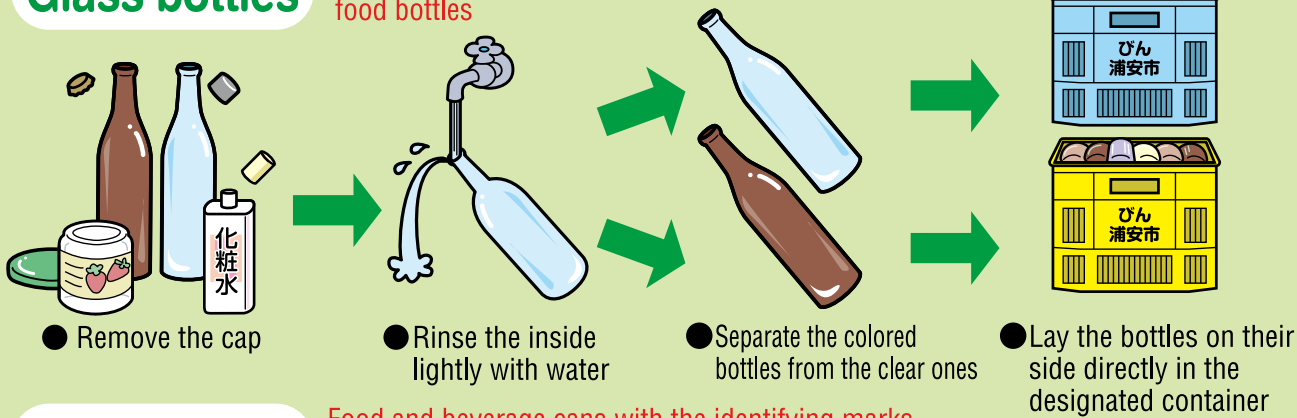 Glass bottles
food bottles
化粧水
びん
浦安市
びん
浦安市
● Remove the cap
● Rinse the inside
lightly with water
● Separate the colored
bottles from the clear ones
● Lay the bottles on their
side directly in the
designated container
Food and beverage cans with the identifying marks